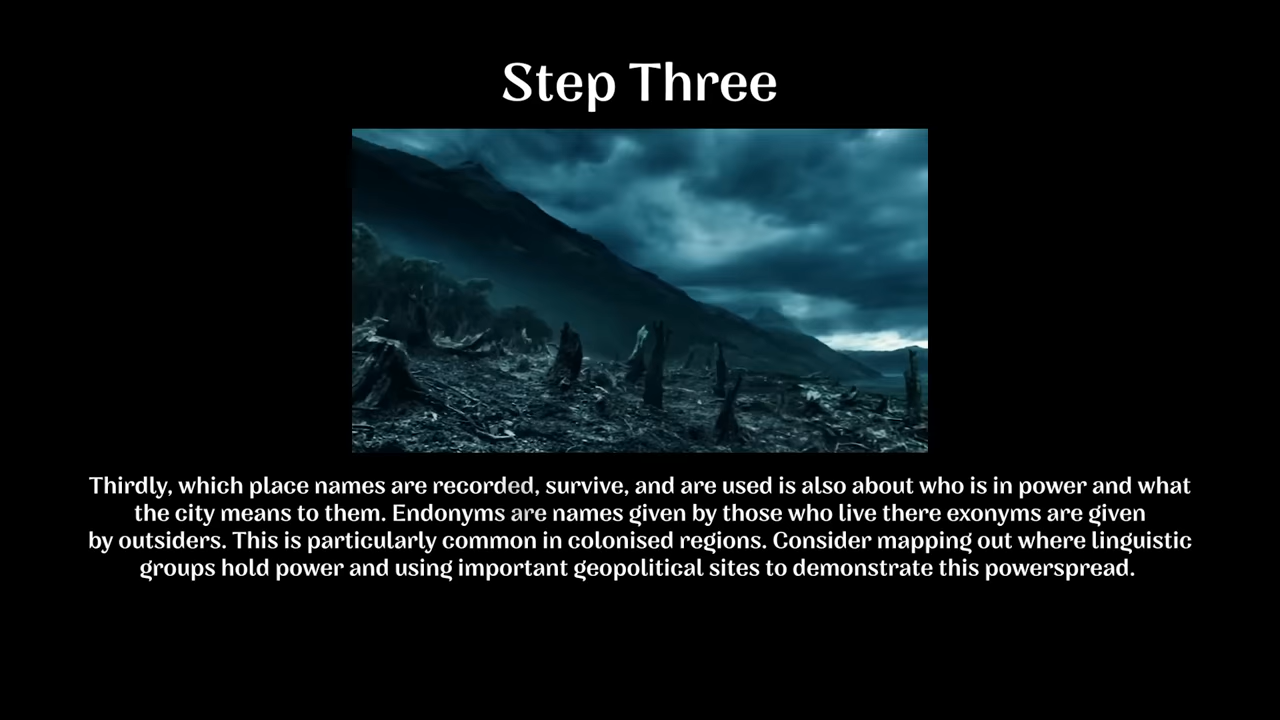 Step Three
Thirdly, which place names are recorded, survive, and are used is also about who is in power and what
the city means to them. Endonyms are names given by those who live there exonyms are given
by outsiders. This is particularly common in colonised regions. Consider mapping out where linguistic
groups hold power and using important geopolitical sites to demonstrate this powerspread.